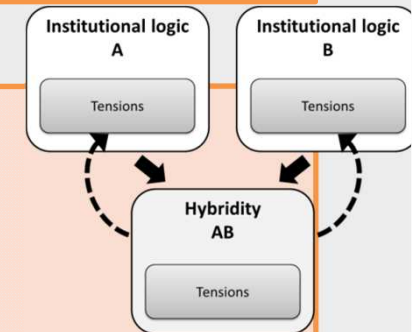 Institutional logic
A
Tensions
Institutional logic
B
Tensions
Hybridity
AB
Tensions